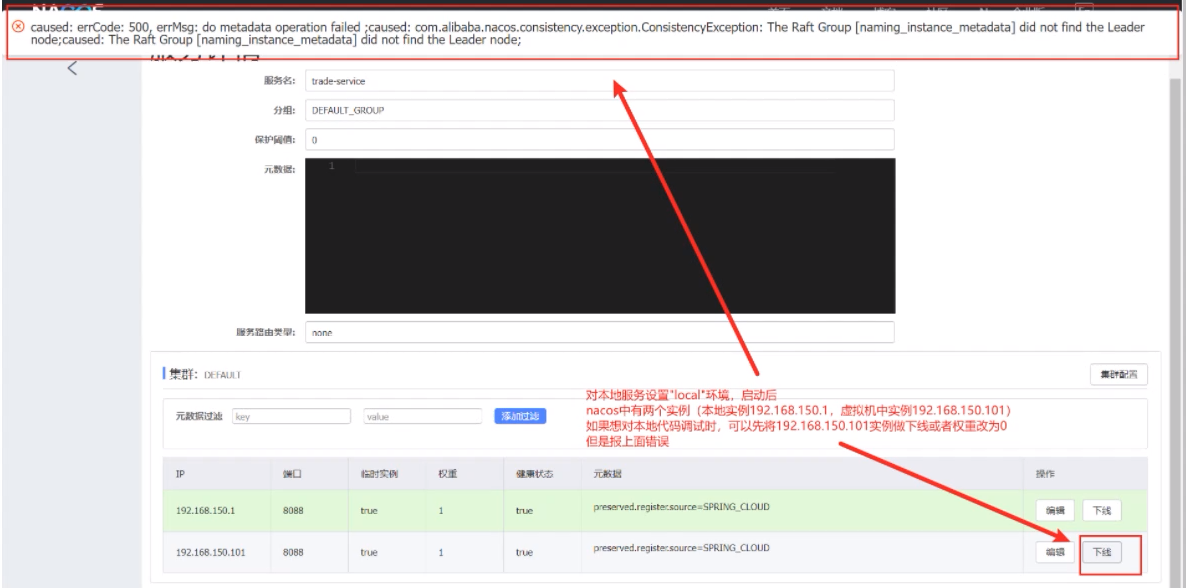 caused: errCode: 500, errMsg: do metadata operation failed ;caused: com.alibaba.nacos.consistency.exception.ConsistencyException: The Raft Group [naming_instance_metadata] did not find the Leader
node;caused: The Raft Group [naming_instance_metadata] did not find the Leader node;
服务名: trade-service
分组: DEFAULT_GROUP
保护阈值: 0
元数据: 1
服务路由类型: none
集群: DEFAULT 集群配置
元数据过滤 key value 添加过滤
对本地服务设置"local"环境，启动后
nacos中有两个实例（本地实例192.168.150.1，虚拟机中实例192.168.150.101）
如果想对本地代码调试时，可以先将192.168.150.101实例做下线或者权重改为0
但是报上面错误
IP 端口 临时实例 权重 健康状态 元数据 操作
192.168.150.1 8088 true 1 true preserved.register.source=SPRING_CLOUD 编辑 下线
192.168.150.101 8088 true 1 true preserved.register.source=SPRING_CLOUD 编辑 下线